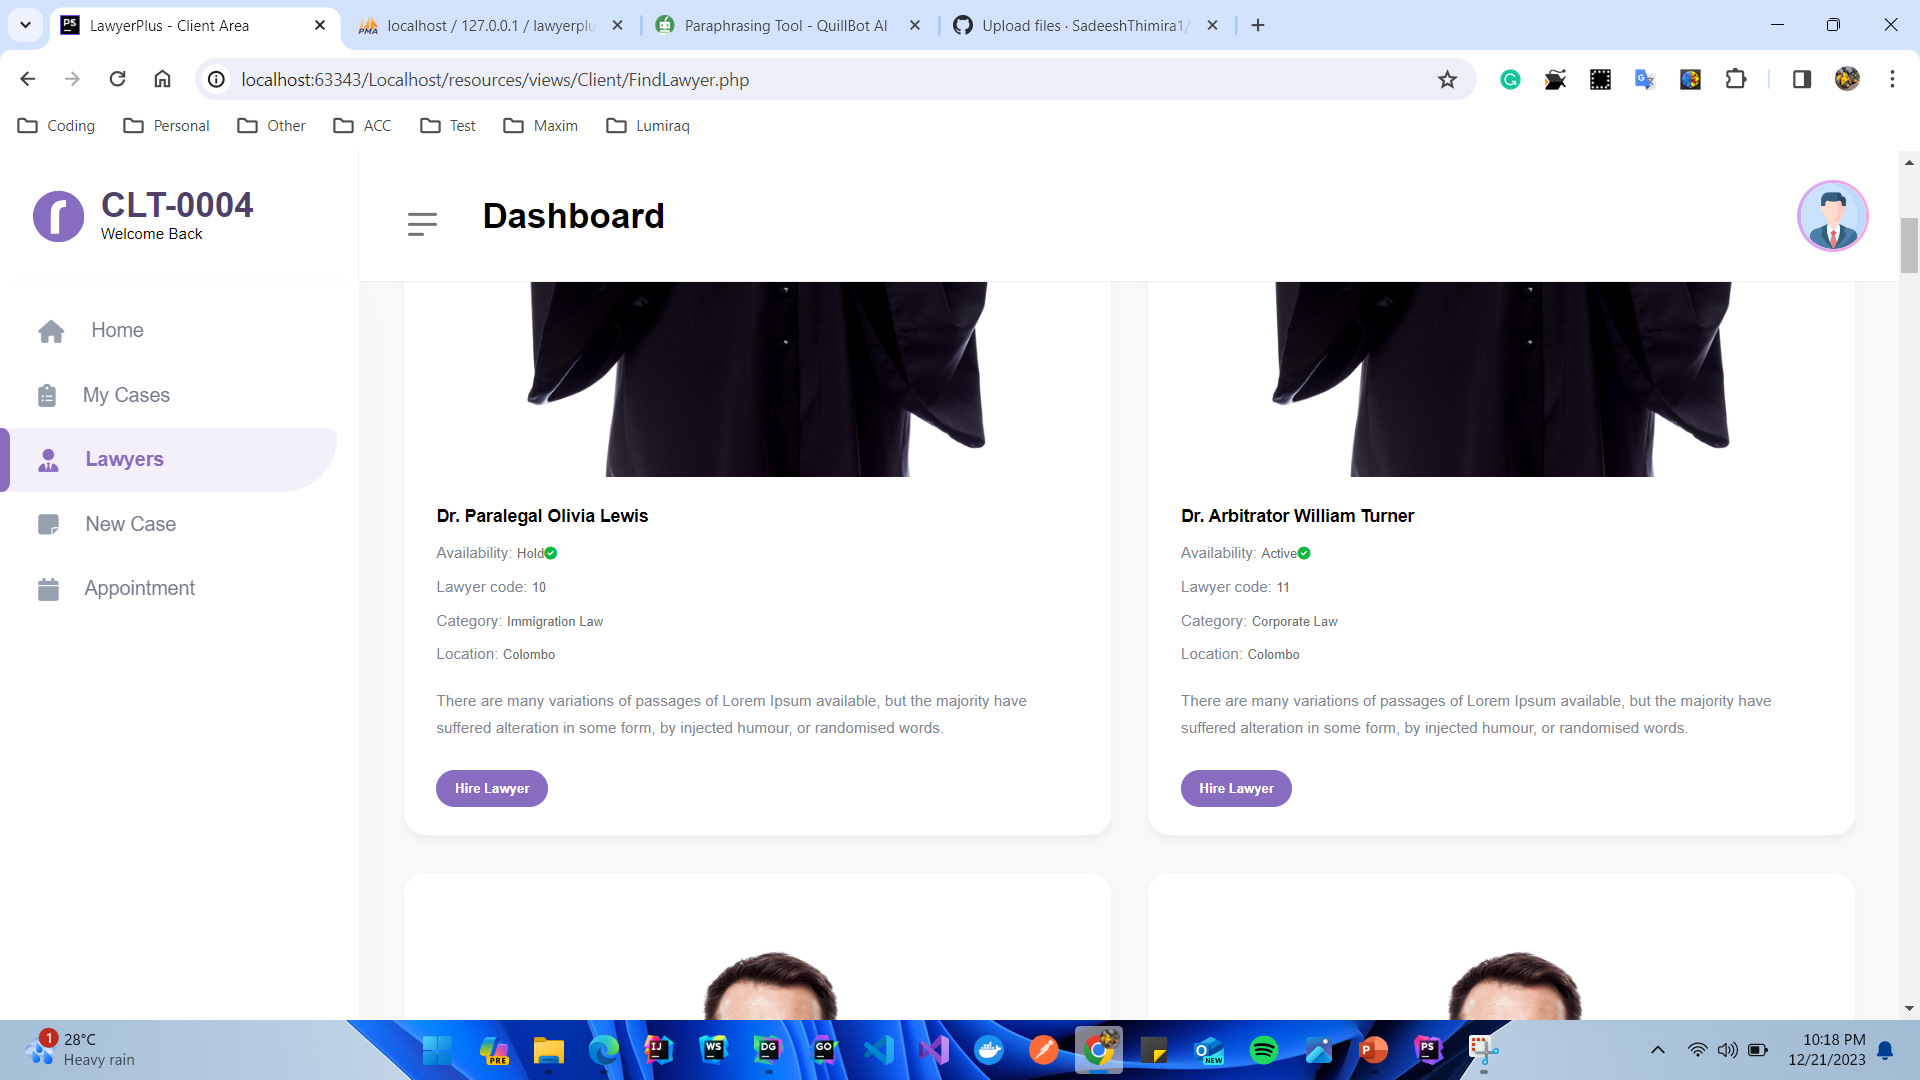 LawyerPlus - Client Area
localhost / 127.0.0.1 / lawyerplu
Paraphrasing Tool - QuillBot AI
Upload files · SadeeshThimira1/
localhost:63343/Localhost/resources/views/Client/FindLawyer.php
Coding
Personal
Other
ACC
Test
Maxim
Lumiraq
CLT-0004
Welcome Back
Dashboard
Home
My Cases
Lawyers
New Case
Appointment
Dr. Paralegal Olivia Lewis
Availability: Hold
Lawyer code: 10
Category: Immigration Law
Location: Colombo
There are many variations of passages of Lorem Ipsum available, but the majority have
suffered alteration in some form, by injected humour, or randomised words.
Hire Lawyer
Dr. Arbitrator William Turner
Availability: Active
Lawyer code: 11
Category: Corporate Law
Location: Colombo
There are many variations of passages of Lorem Ipsum available, but the majority have
suffered alteration in some form, by injected humour, or randomised words.
Hire Lawyer
1
28°C
Heavy rain
PRE
IJ
WS
DG
GO
NEW
P
PS
10:18 PM
12/21/2023